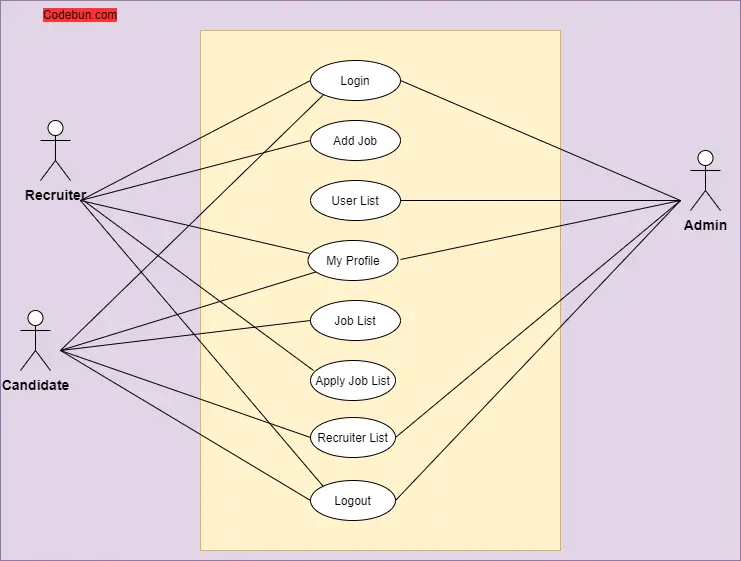 Codebun.com
Login
Add Job
Recruiter
User List
Admin
My Profile
Job List
Candidate
Apply Job List
Recruiter List
Logout